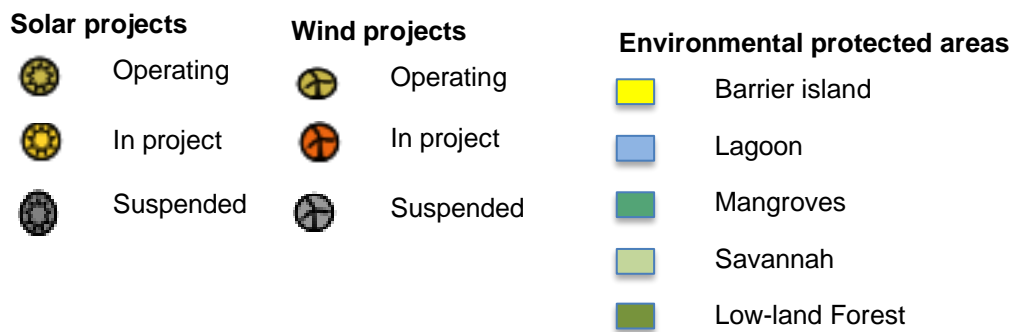 Solar projects
Operating
In project
Suspended
Wind projects
Operating
In project
Suspended
Environmental protected areas
Barrier island
Lagoon
Mangroves
Savannah
Low-land Forest